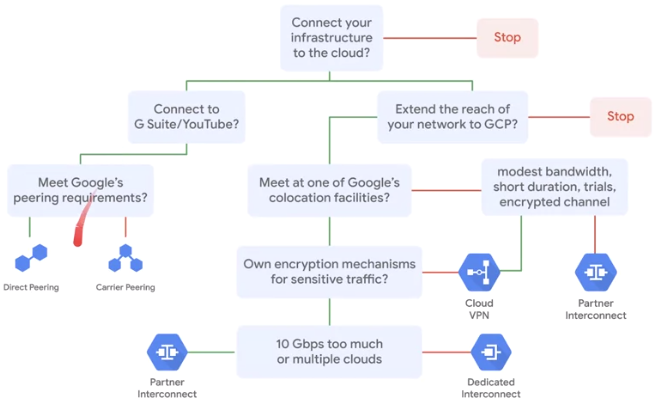 Connect your
infrastructure
to the cloud?
Stop
Connect to
G Suite/YouTube?
Extend the reach of
your network to GCP?
Stop
Meet Google's
peering requirements?
Meet at one of Google's
colocation facilities?
modest bandwidth,
short duration, trials,
encrypted channel
Direct Peering
Carrier Peering
Own encryption mechanisms
for sensitive traffic?
Cloud
VPN
Partner
Interconnect
10 Gbps too much
or multiple clouds
Partner
Interconnect
Dedicated
Interconnect